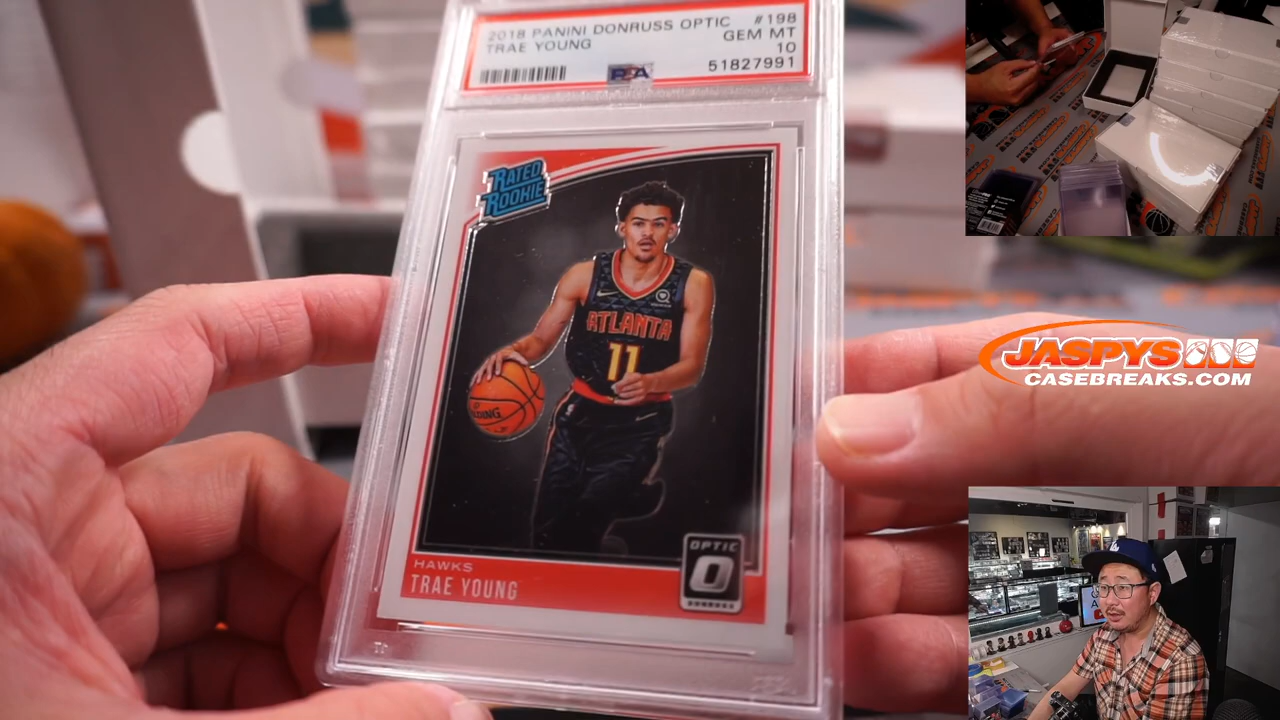 2018 PANINI DONRUSS OPTIC #198
TRAE YOUNG GEM MT
10
PSA 51827991
RATED
ROOKIE
ATLANTA
11
HAWKS
TRAE YOUNG
OPTIC
DONRUSS
JASPYS
CASEBREAKS.COM